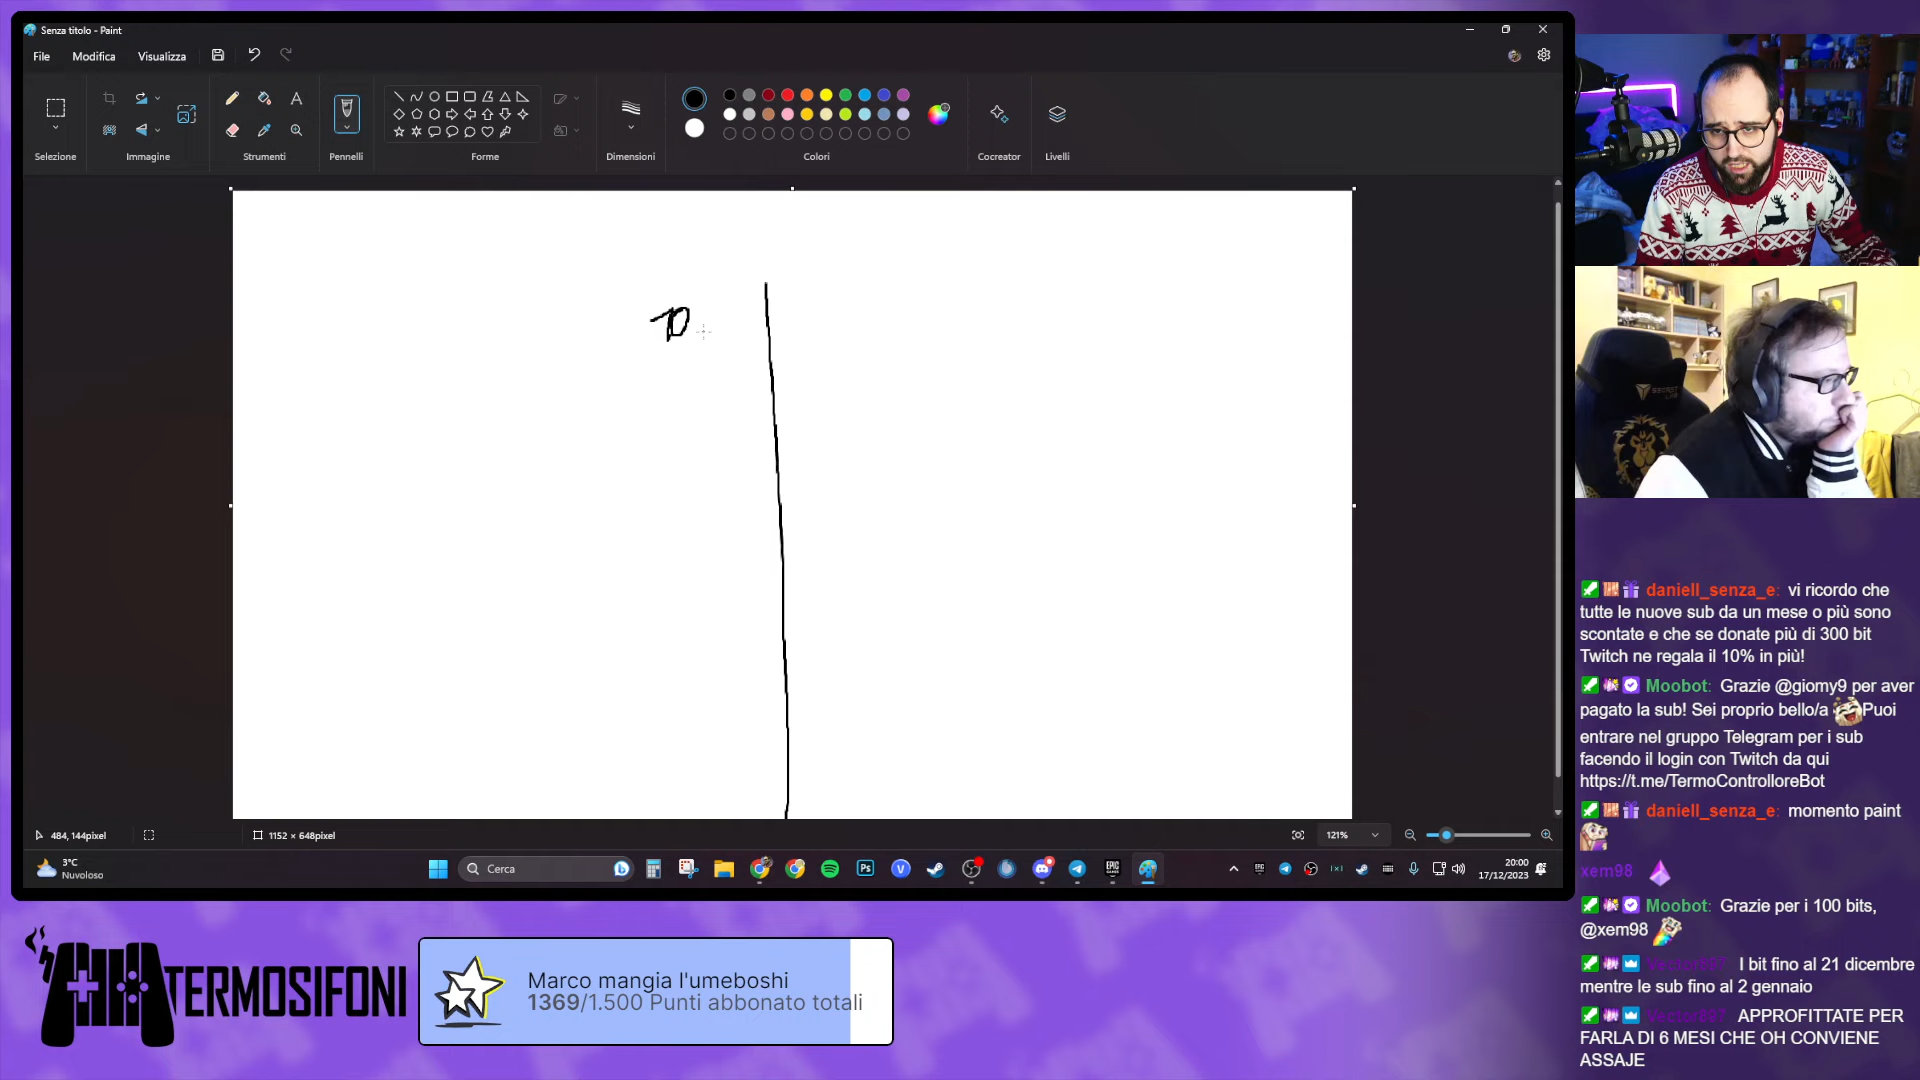 Senza titolo - Paint
File
Modifica
Visualizza
Selezione
Immagine
Strumenti
Pennelli
Forme
Dimensioni
Colori
Cocreator
Livelli
484, 144pixel
1152 × 648pixel
121%
3°C
Nuvoloso
Cerca
20:00
17/12/2023
TERMOSIFONI
Marco mangia l'umeboshi
1369/1.500 Punti abbonato totali
daniell_senza_e: vi ricordo che
tutte le nuove sub da un mese o più sono
scontate e che se donate più di 300 bit
Twitch ne regala il 10% in più!
Moobot: Grazie @giomy9 per aver
pagato la sub! Sei proprio bello/a Puoi
entrare nel gruppo Telegram per i sub
facendo il login con Twitch da qui
https://t.me/TermoControlloreBot
daniell_senza_e: momento paint
xem98
Moobot: Grazie per i 100 bits,
@xem98
I bit fino al 21 dicembre
mentre le sub fino al 2 gennaio
APPROFITTATE PER
FARLA DI 6 MESI CHE OH CONVIENE
ASSAJE